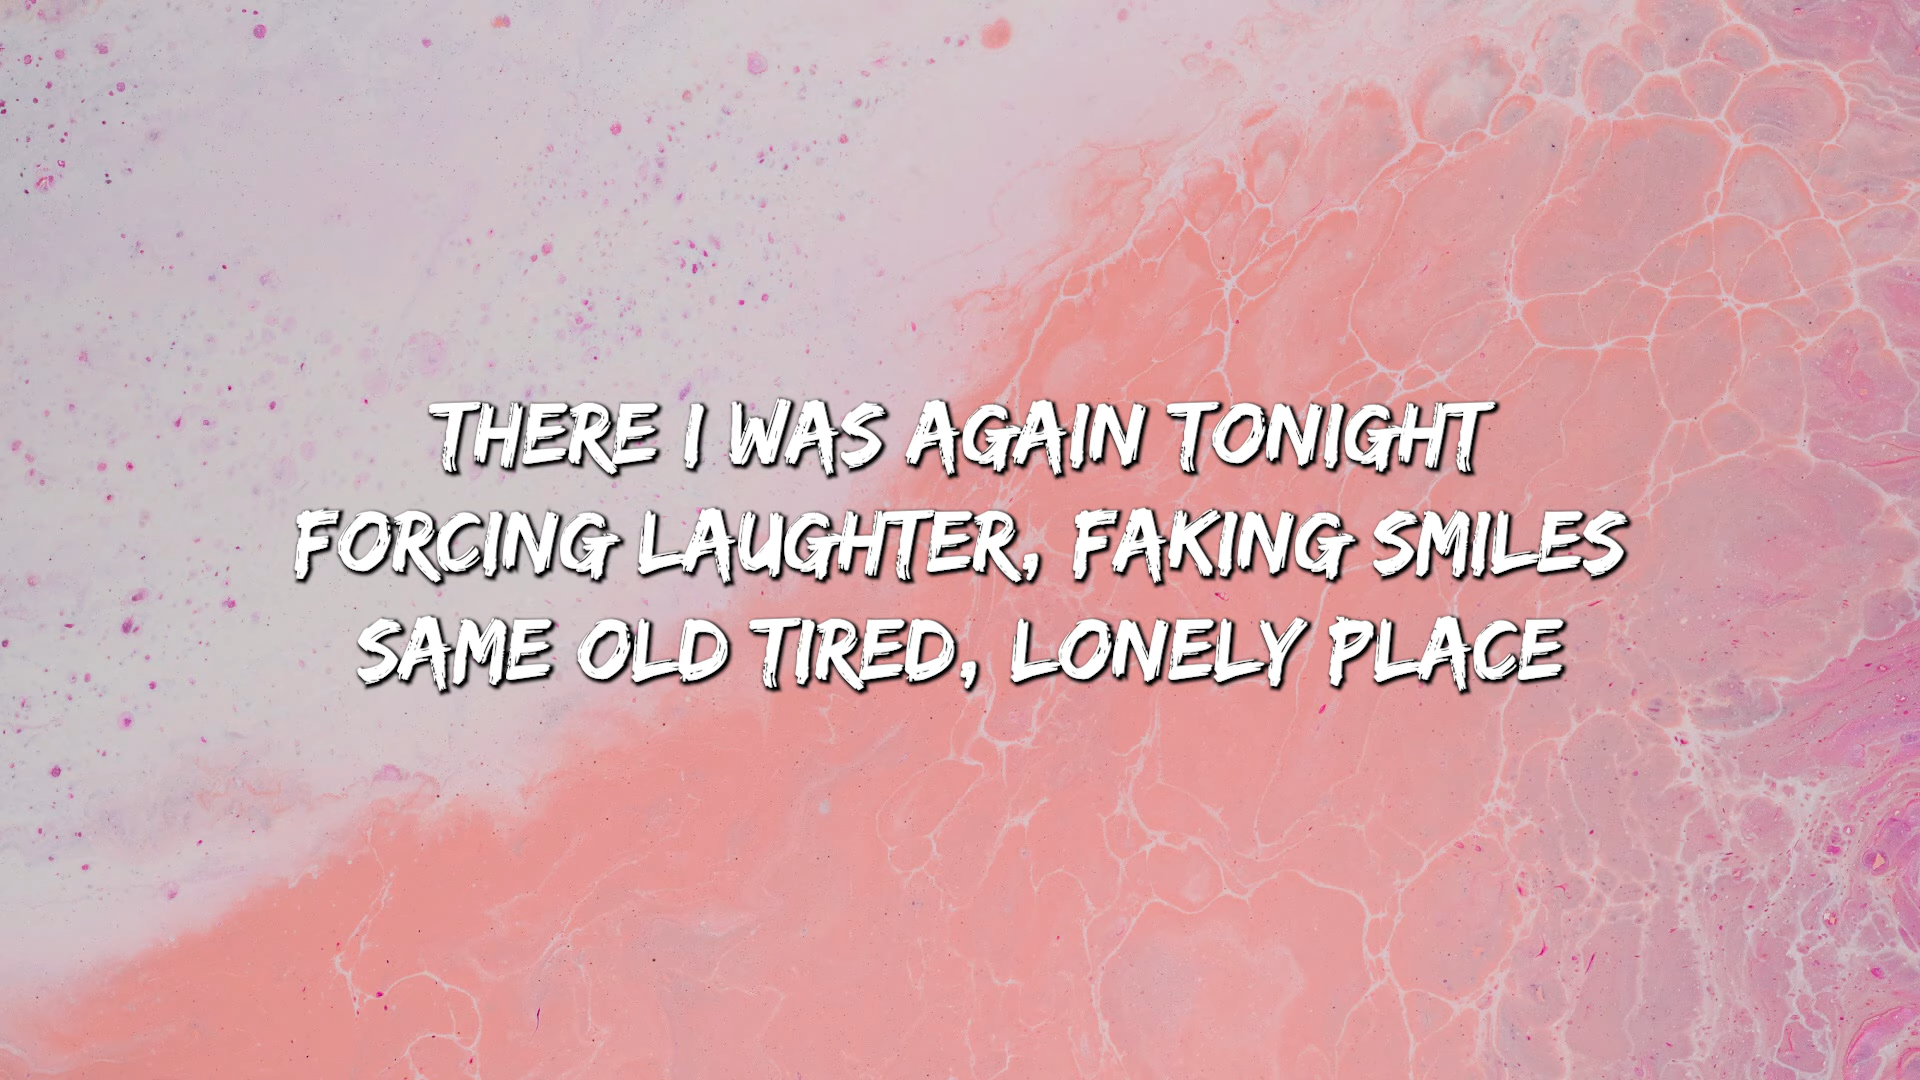 THERE I WAS AGAIN TONIGHT
FORCING LAUGHTER, FAKING SMILES
SAME OLD TIRED, LONELY PLACE